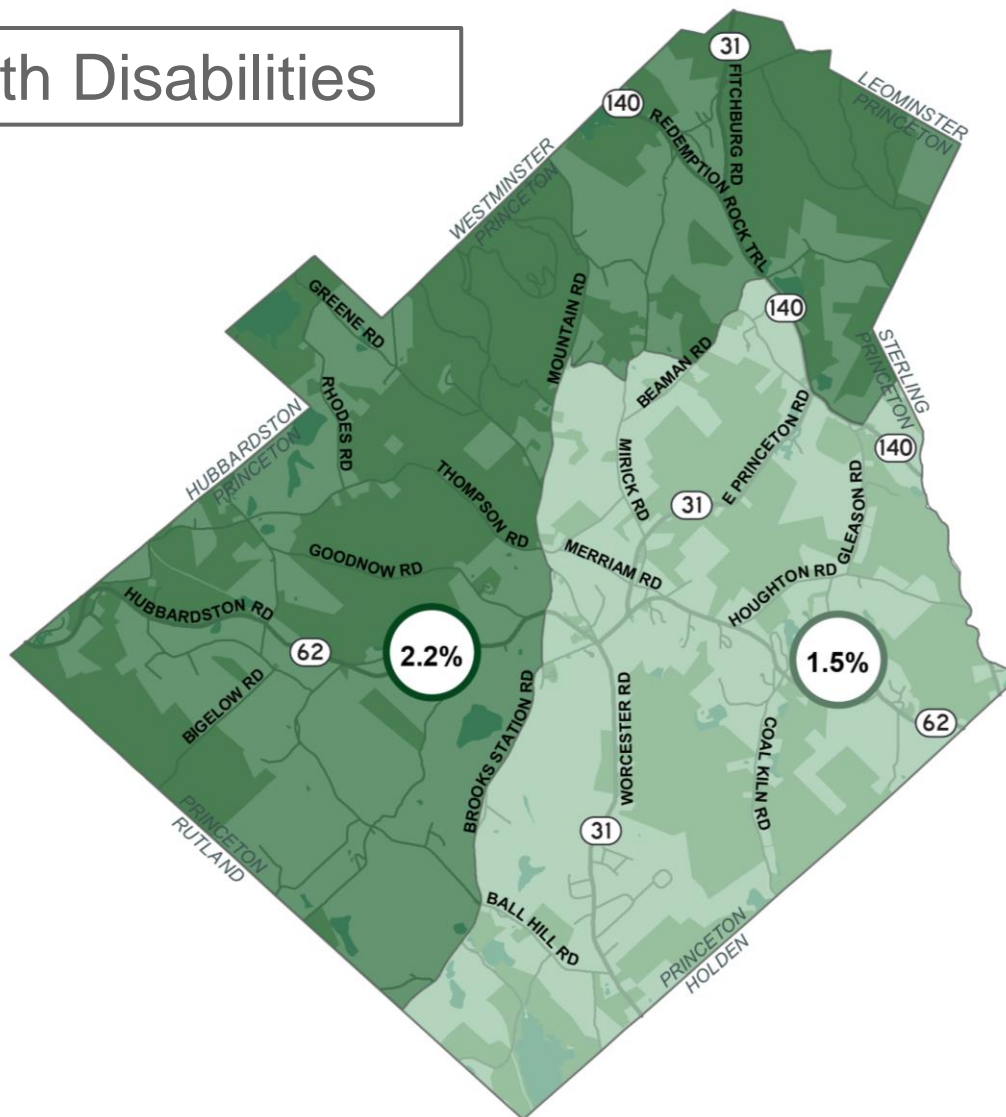 th Disabilities
31
140
FITCHBURG RD
REDEMPTION ROCK TRL
LEOMINSTER
PRINCETON
WESTMINSTER
PRINCETON
GREENE RD
MOUNTAIN RD
140
STERLING
PRINCETON
RHODES RD
BEAMAN RD
HUBBARDSTON
PRINCETON
MIRICK RD
E PRINCETON RD
140
THOMPSON RD
31
GLEASON RD
GOODNOW RD
MERRIAM RD
HOUGHTON RD
HUBBARDSTON RD
62
2.2%
1.5%
BIGELOW RD
BROOKS STATION RD
WORCESTER RD
COAL KILN RD
62
PRINCETON
RUTLAND
31
BALL HILL RD
PRINCETON
HOLDEN